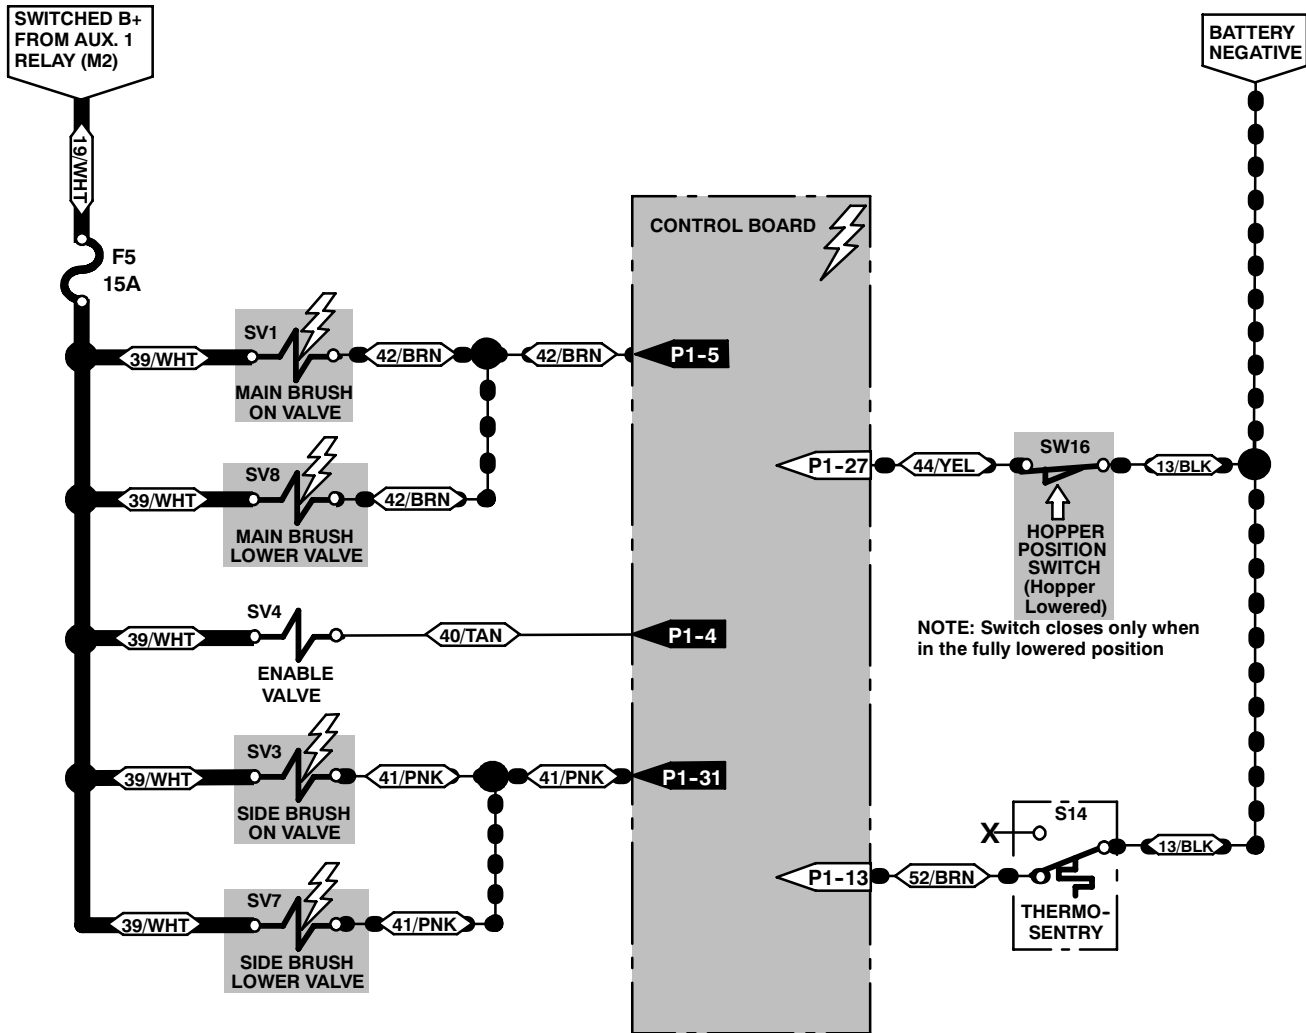 SWITCHED B+
FROM AUX. 1
RELAY (M2)
BATTERY
NEGATIVE
19/WHT
F5
15A
CONTROL BOARD
SV1
39/WHT
42/BRN
42/BRN
P1-5
MAIN BRUSH
ON VALVE
SV8
39/WHT
42/BRN
MAIN BRUSH
LOWER VALVE
P1-27
44/YEL
SW16
13/BLK
HOPPER
POSITION
SWITCH
(Hopper
Lowered)
NOTE: Switch closes only when
in the fully lowered position
SV4
39/WHT
40/TAN
P1-4
ENABLE
VALVE
SV3
39/WHT
41/PNK
41/PNK
P1-31
SIDE BRUSH
ON VALVE
S14
X
13/BLK
P1-13
52/BRN
THERMO-
SENTRY
SV7
39/WHT
41/PNK
SIDE BRUSH
LOWER VALVE